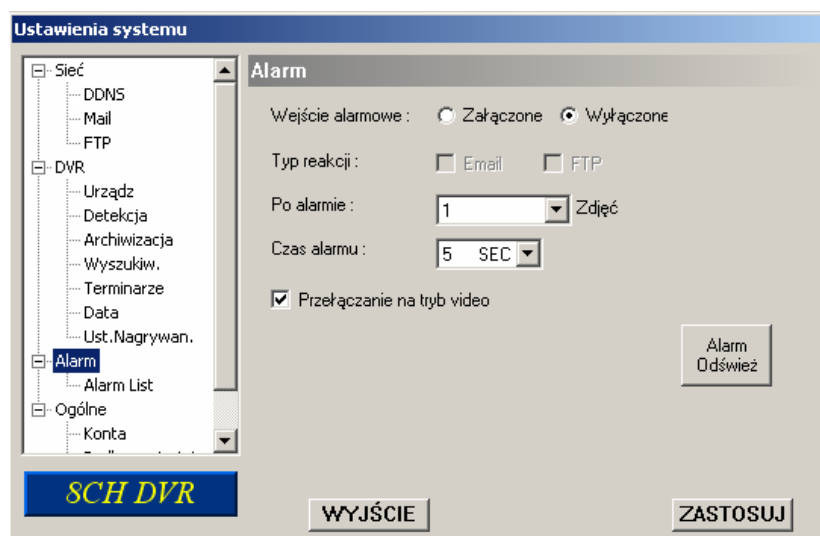 Ustawienia systemu
Sieć
DDNS
Mail
FTP
DVR
Urządz
Detekcja
Archiwizacja
Wyszukiw.
Terminarze
Data
Ust.Nagrywan.
Alarm
Alarm List
Ogólne
Konta
8CH DVR
Alarm
Wejście alarmowe : Załączone Wyłączone
Typ reakcji : Email FTP
Po alarmie : 1 Zdjęć
Czas alarmu : 5 SEC
Przełączanie na tryb video
Alarm
Odśwież
WYJŚCIE ZASTOSUJ